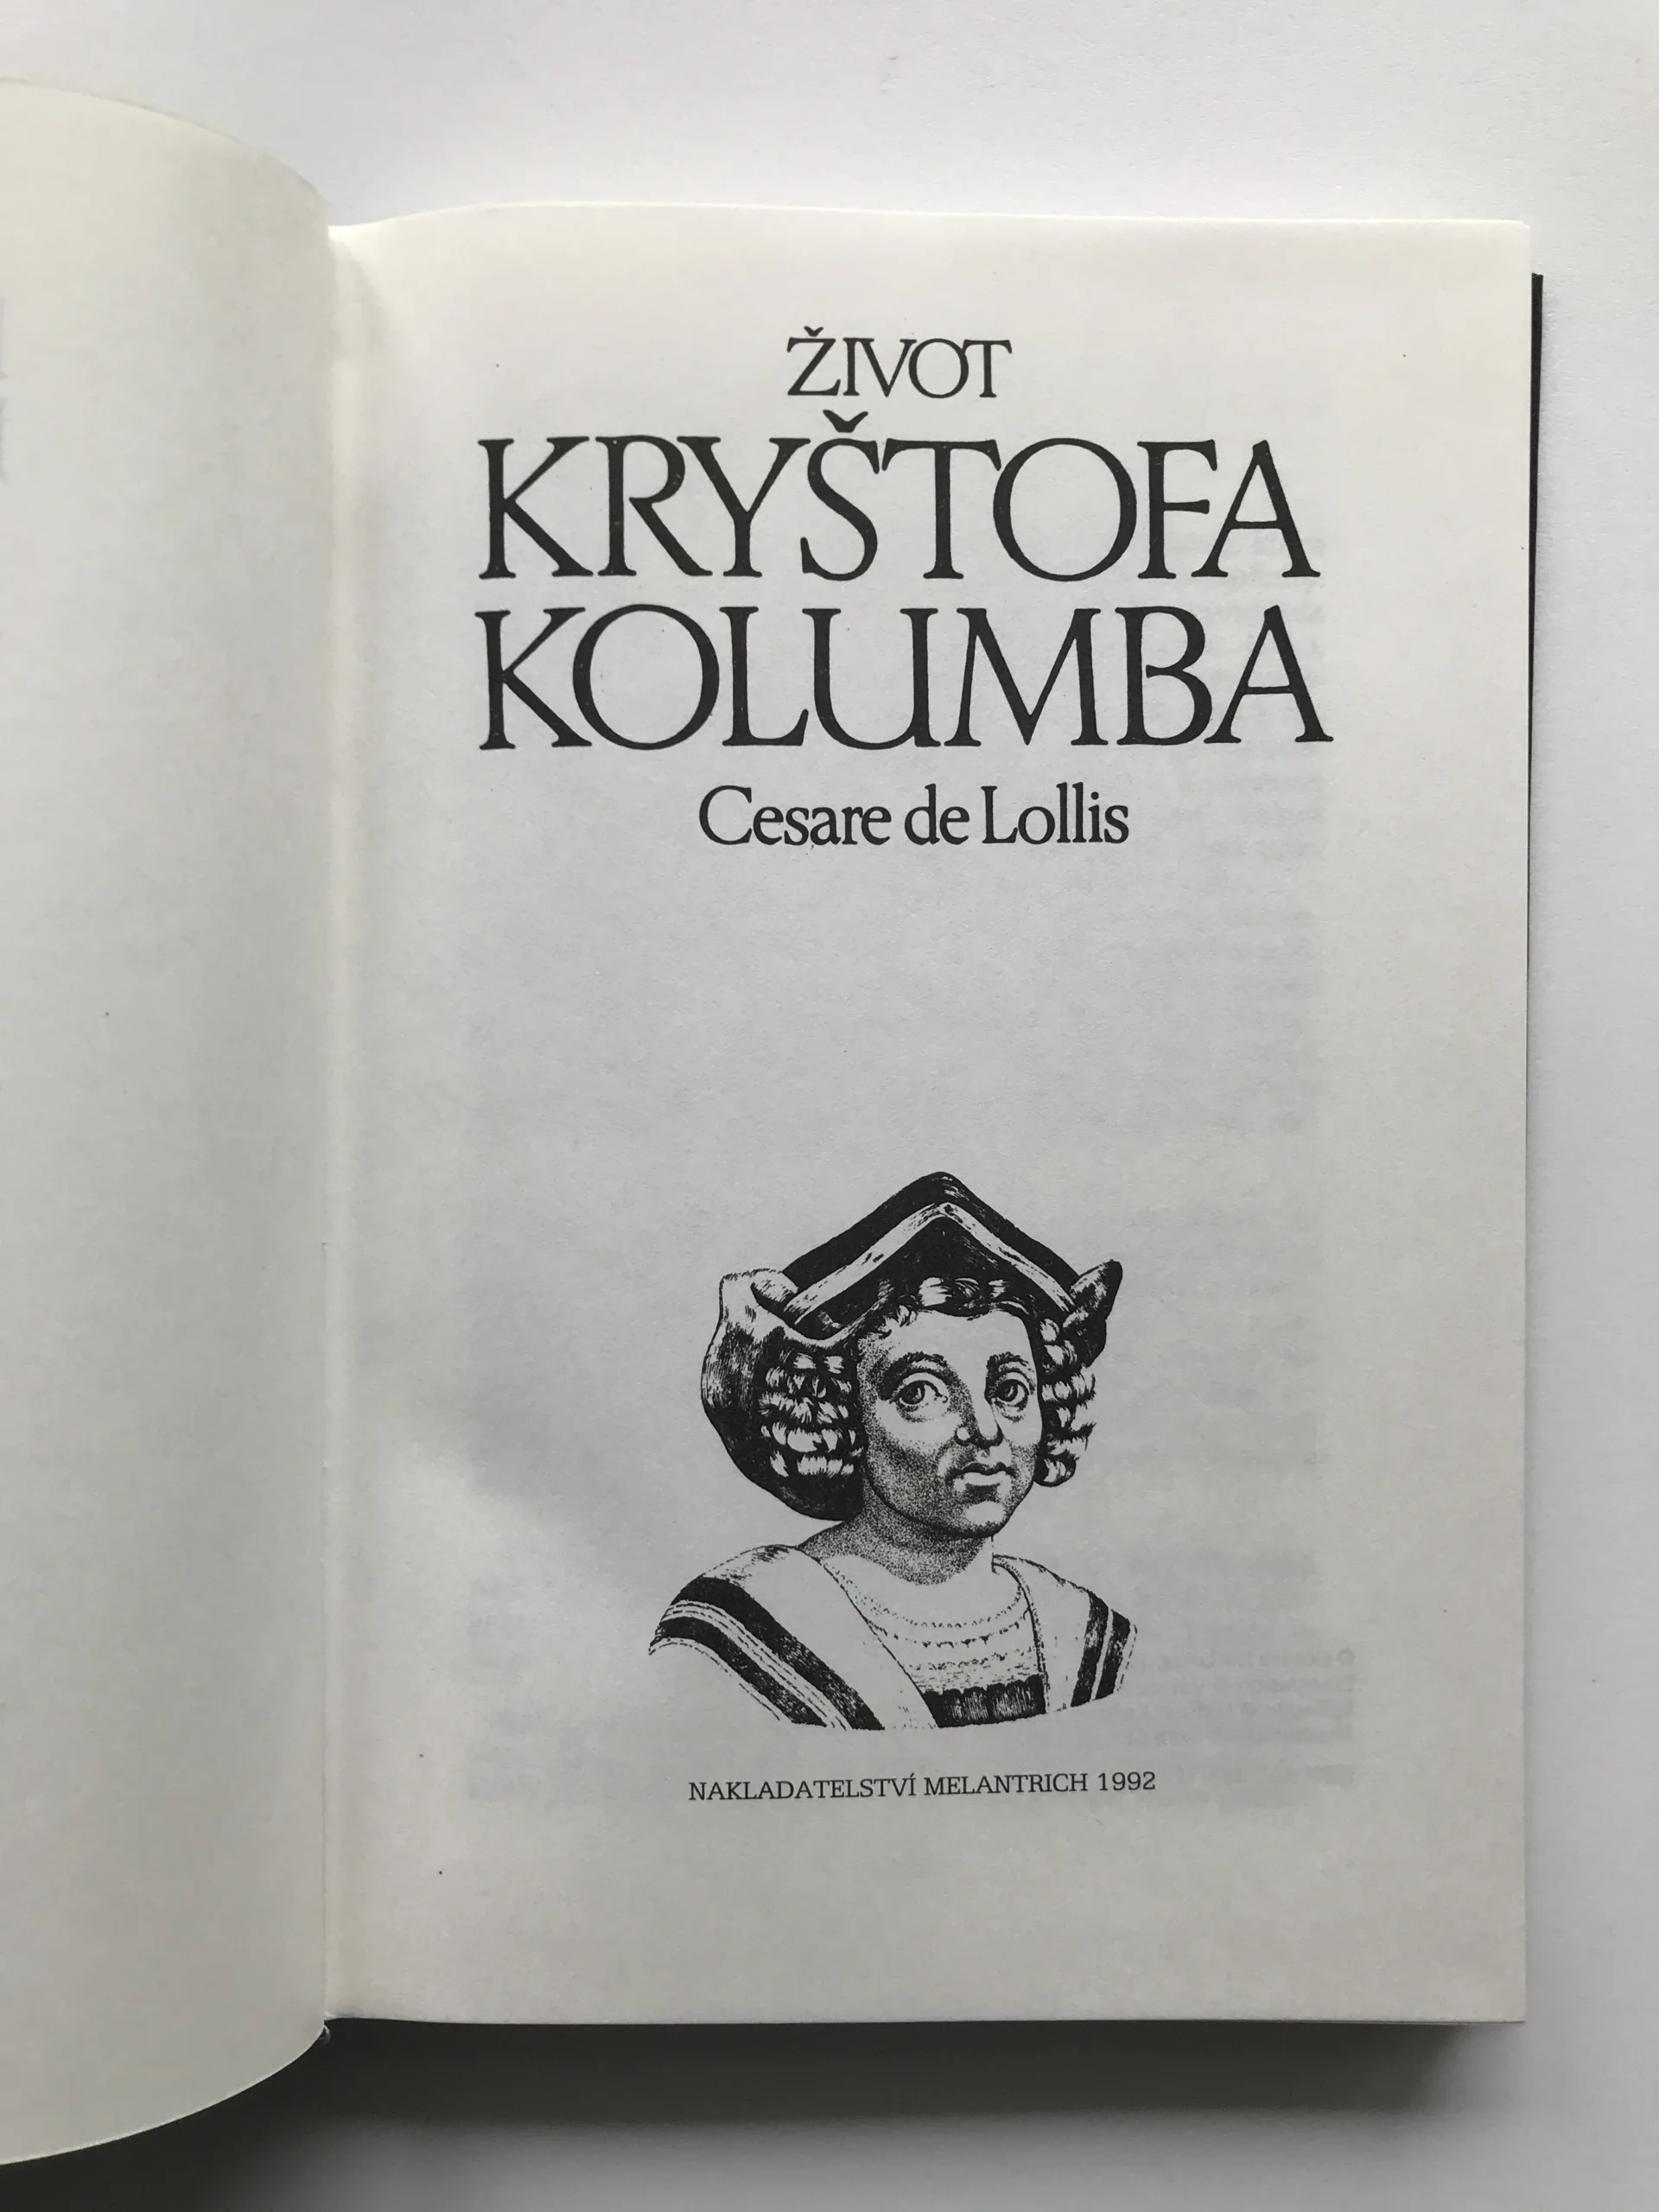 ŽIVOT
KRYŠTOFA
KOLUMBA
Cesare de Lollis
NAKLADATELSTVÍ MELANTRICH 1992